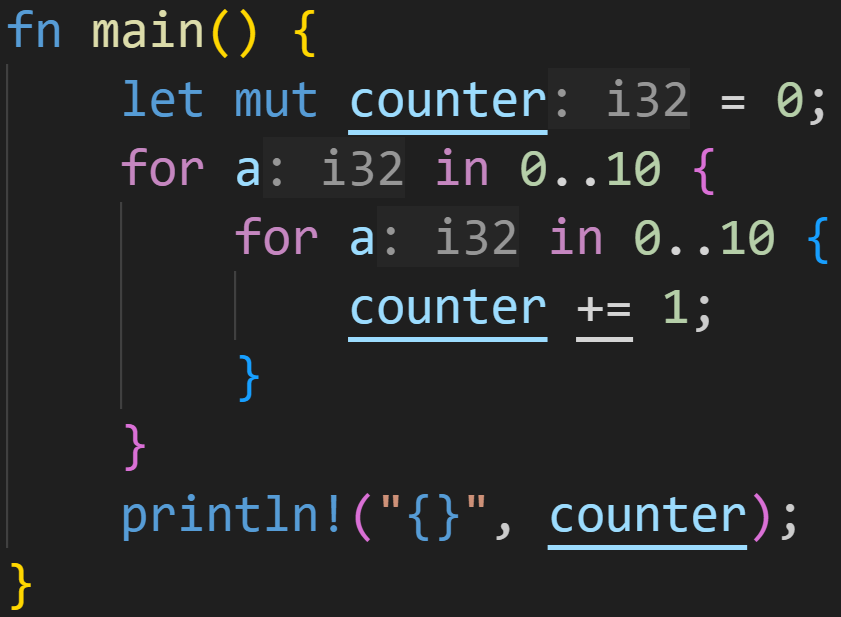 fn main() {
    let mut counter: i32 = 0;
    for a: i32 in 0..10 {
        for a: i32 in 0..10 {
            counter += 1;
        }
    }
    println!("{}", counter);
}